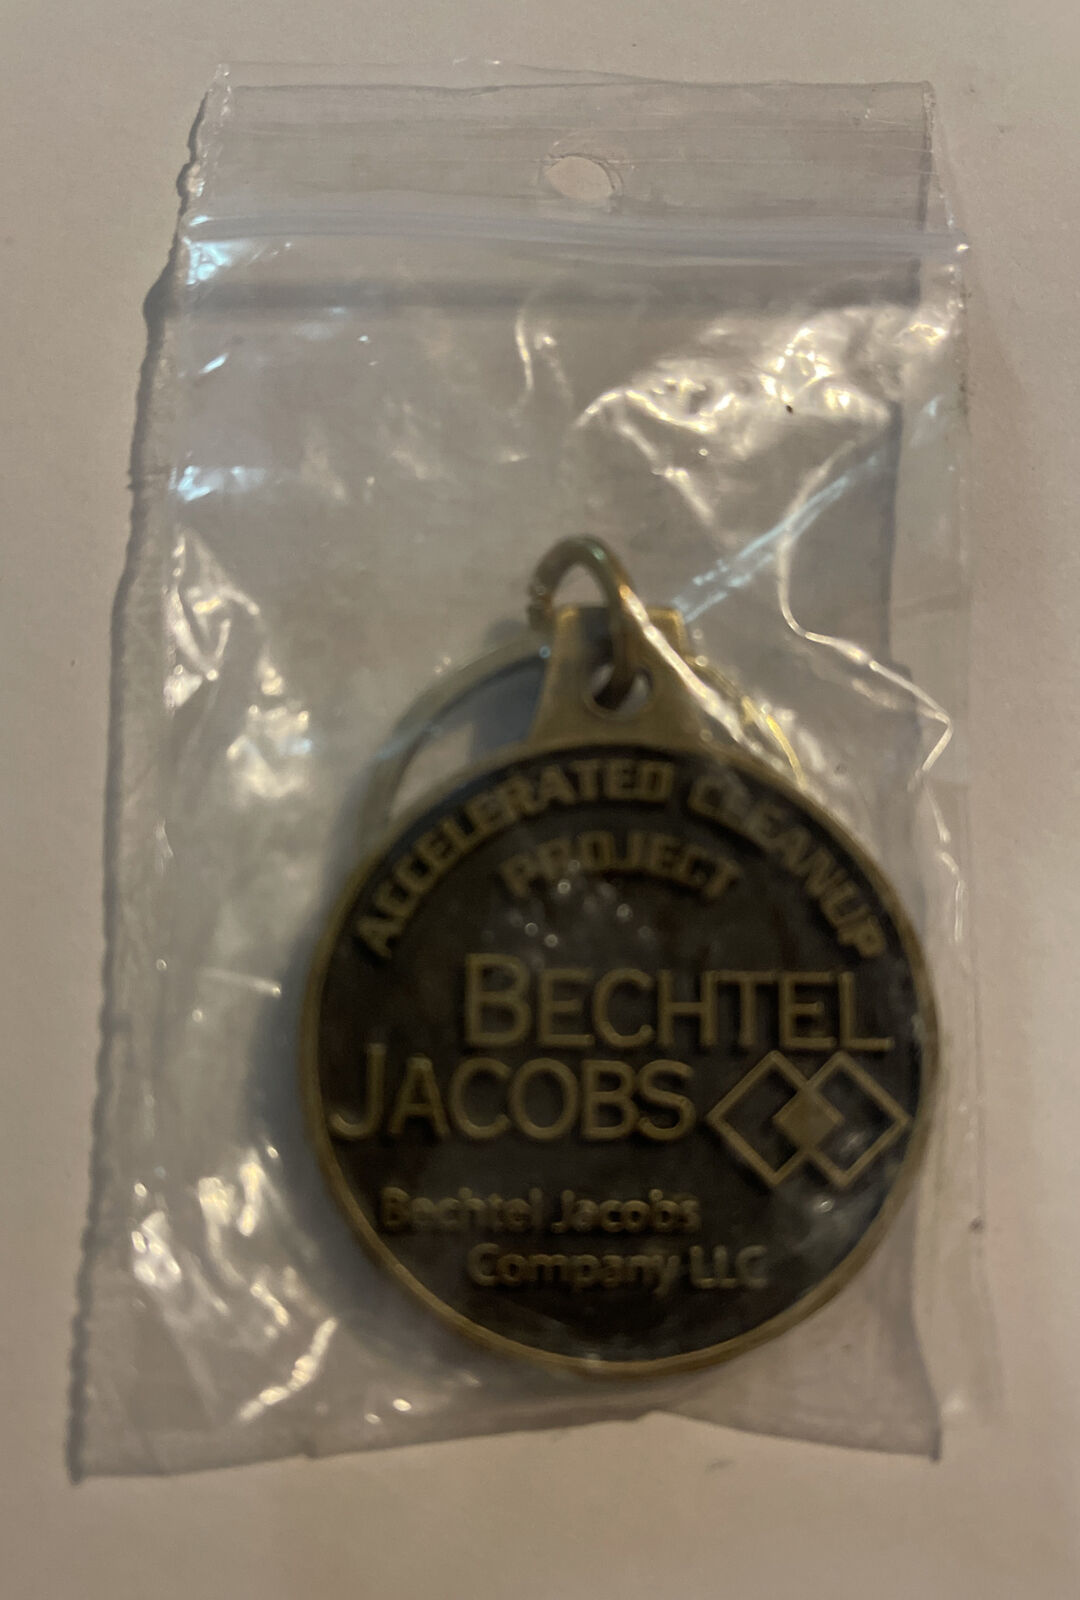 ACCELERATED CLEANUP
PROJECT
BECHTEL
JACOBS
Bechtel Jacobs
Company LLC